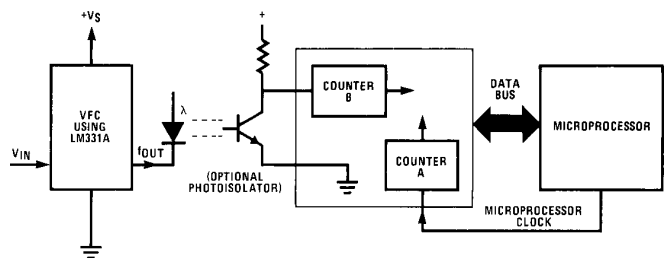 +VS
VFC
USING
LM331A
VIN
fOUT
λ
+
(OPTIONAL
PHOTOISOLATOR)
COUNTER
B
COUNTER
A
DATA
BUS
MICROPROCESSOR
MICROPROCESSOR
CLOCK